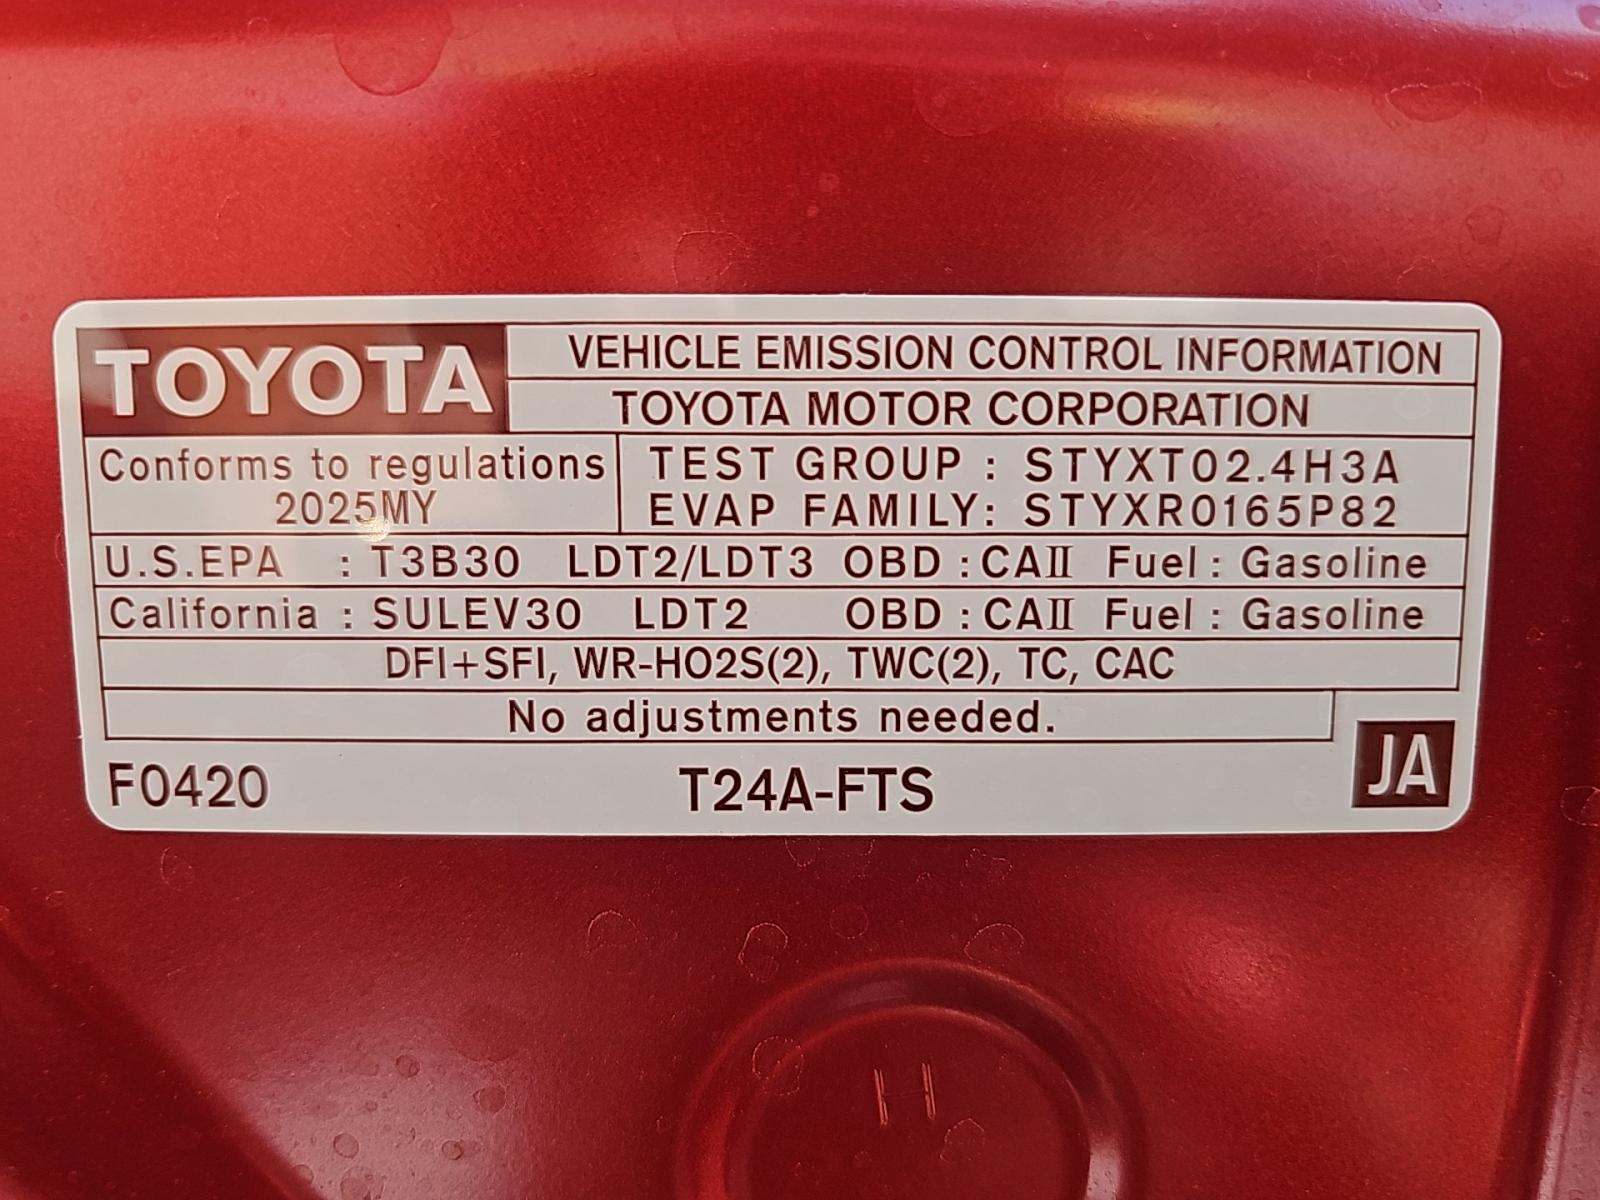 TOYOTA
VEHICLE EMISSION CONTROL INFORMATION
TOYOTA MOTOR CORPORATION
Conforms to regulations
2025MY
TEST GROUP : STYXT02.4H3A
EVAP FAMILY: STYXR0165P82
U.S.EPA : T3B30 LDT2/LDT3 OBD : CAII Fuel : Gasoline
California : SULEV30 LDT2 OBD : CAII Fuel : Gasoline
DFI+SFI, WR-HO2S(2), TWC(2), TC, CAC
No adjustments needed.
F0420
T24A-FTS
JA